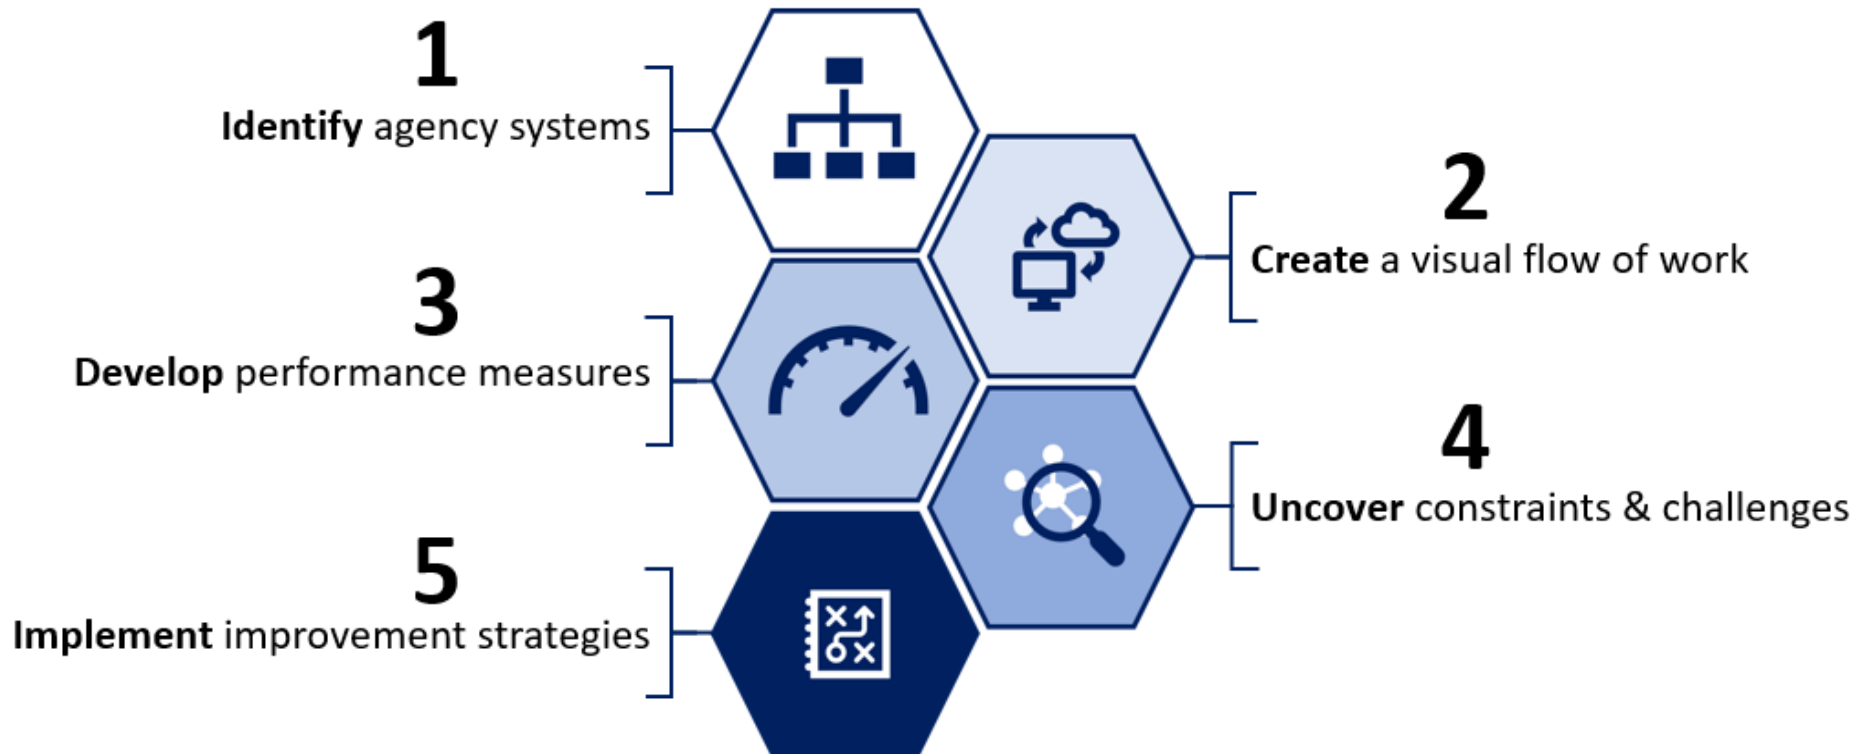 1
Identify agency systems
2
Create a visual flow of work
3
Develop performance measures
4
Uncover constraints & challenges
5
Implement improvement strategies